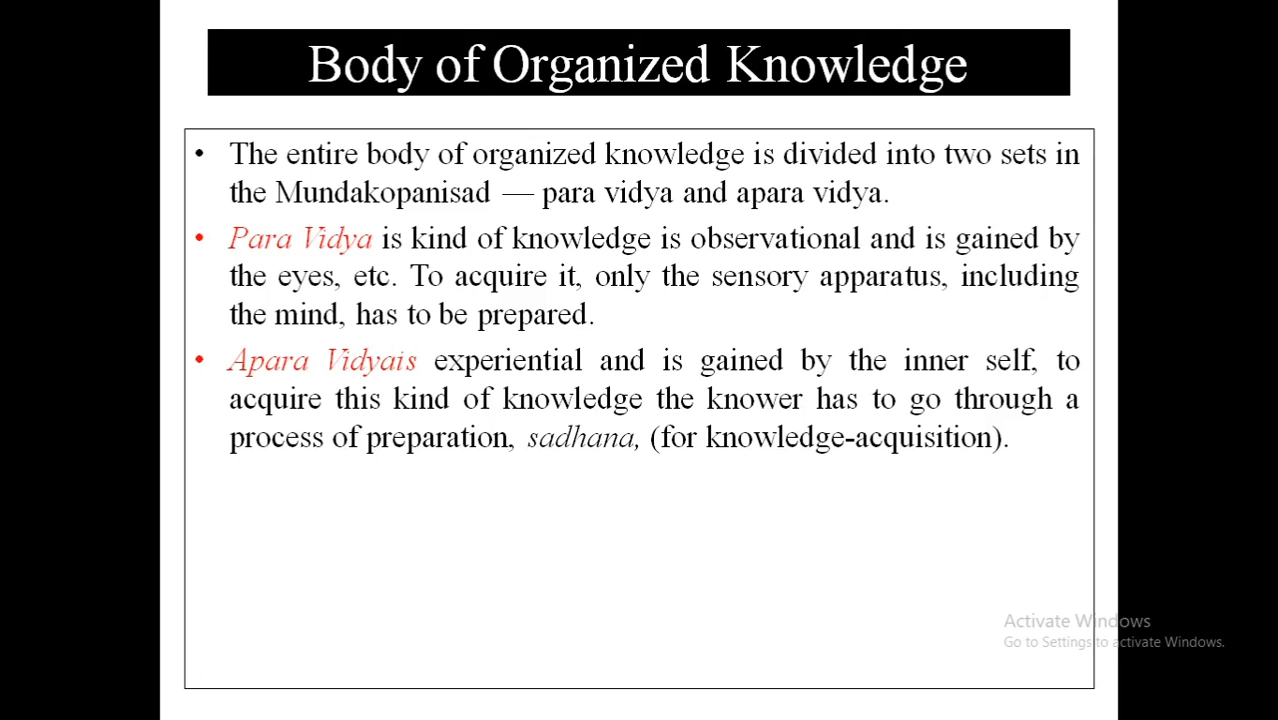 Body of Organized Knowledge
• The entire body of organized knowledge is divided into two sets in
the Mundakopanisad — para vidya and apara vidya.
• Para Vidya is kind of knowledge is observational and is gained by
the eyes, etc. To acquire it, only the sensory apparatus, including
the mind, has to be prepared.
• Apara Vidyais experiential and is gained by the inner self, to
acquire this kind of knowledge the knower has to go through a
process of preparation, sadhana, (for knowledge-acquisition).
Activate Windows
Go to Settings to activate Windows.